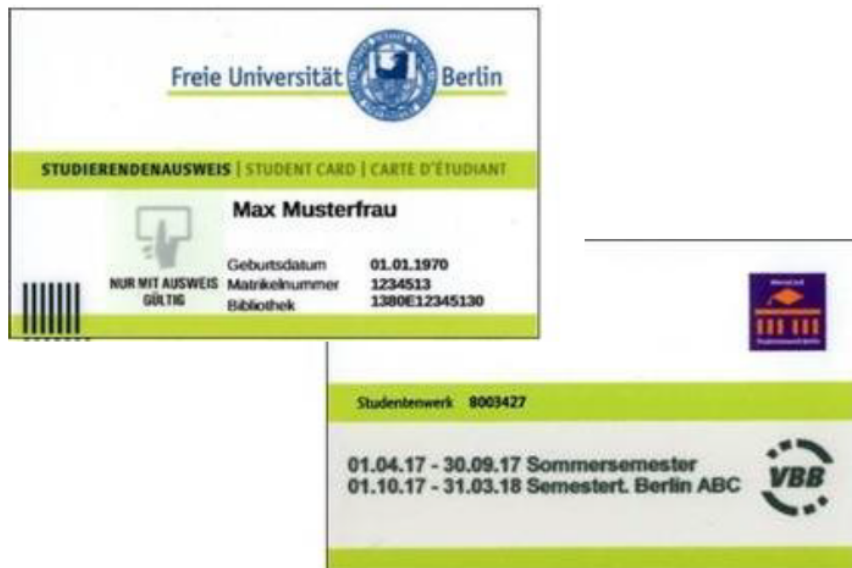 Freie Universität Berlin
STUDIERENDENAUSWEIS | STUDENT CARD | CARTE D'ÉTUDIANT
Max Musterfrau
NUR MIT AUSWEIS
GÜLTIG
Geburtsdatum 01.01.1970
Matrikelnummer 1234513
Bibliothek 1380E12345130
Studentenwerk 8003427
01.04.17 - 30.09.17 Sommersemester
01.10.17 - 31.03.18 Semestert. Berlin ABC
VBB